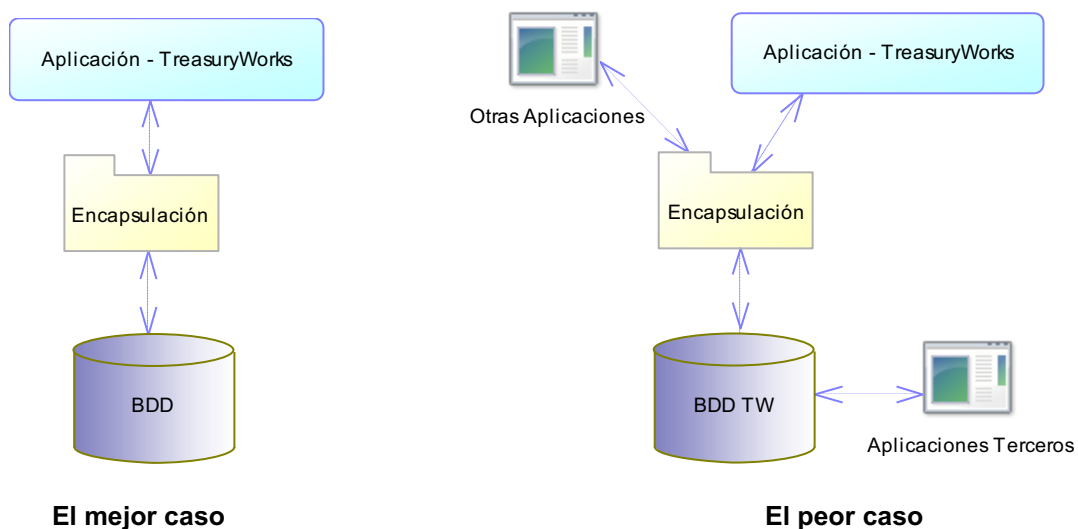 Aplicación - TreasuryWorks
Encapsulación
BDD
El mejor caso
Otras Aplicaciones
Aplicación - TreasuryWorks
Encapsulación
BDD TW
Aplicaciones Terceros
El peor caso